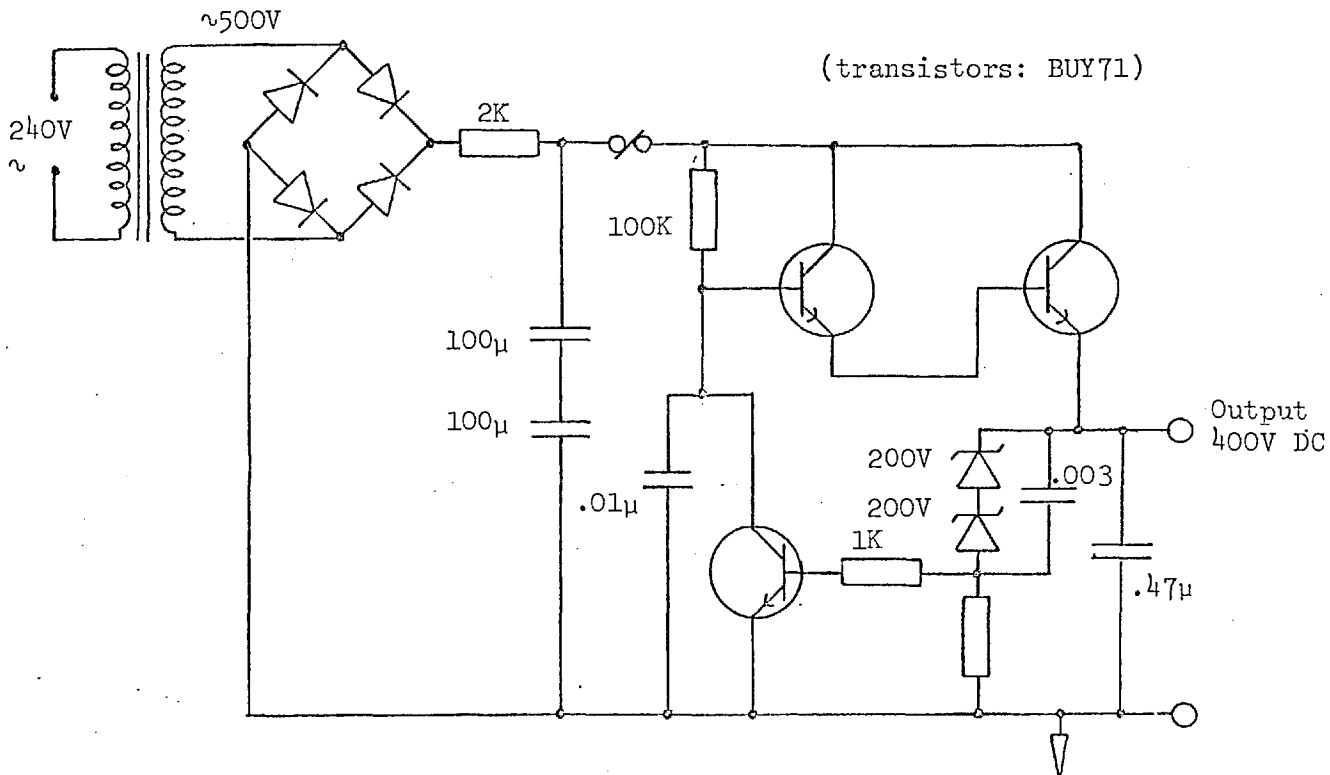 ~500V
(transistors: BUY71)
240V
~
2K
100K
100µ
100µ
.01µ
1K
200V
200V
.003
.47µ
Output
400V DC